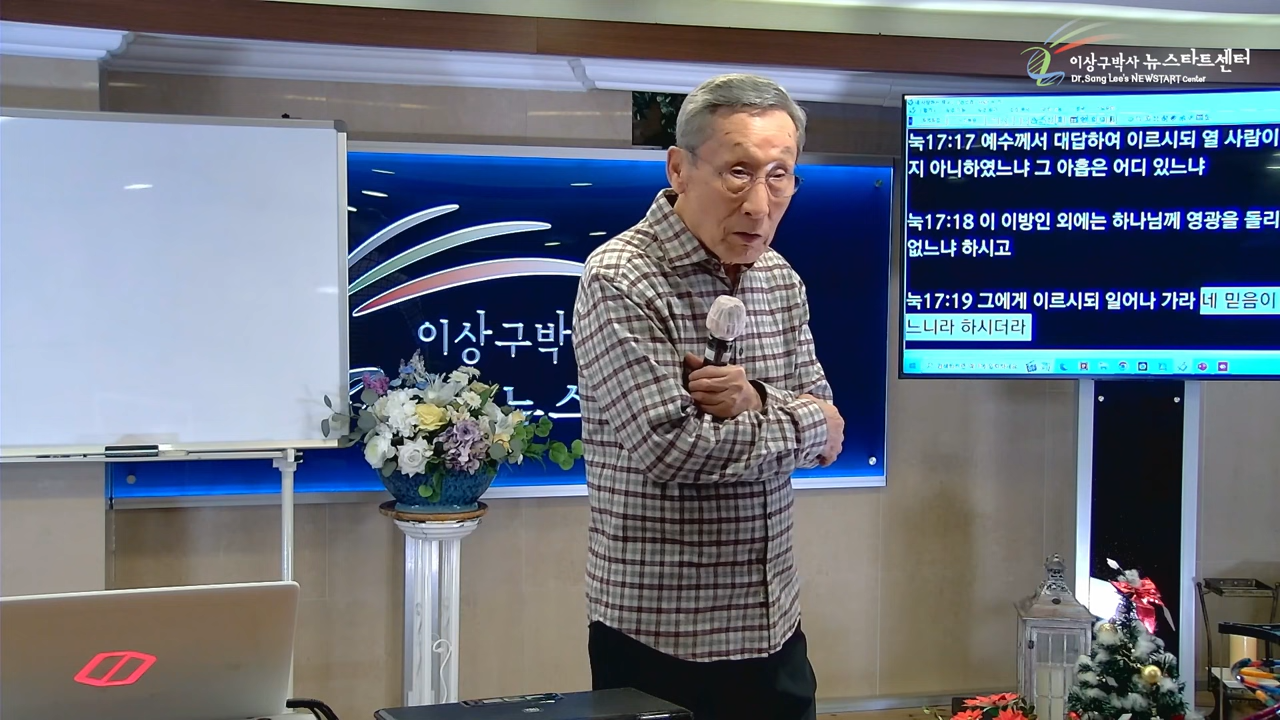 이상구박사 뉴스타트센터
Dr. Sang Lee's NEWSTART Center
눅17:17 예수께서 대답하여 이르시되 열 사람이
지 아니하였느냐 그 아홉은 어디 있느냐
눅17:18 이 이방인 외에는 하나님께 영광을 돌리
없느냐 하시고
눅17:19 그에게 이르시되 일어나 가라 네 믿음이
느니라 하시더라
이상구박
뉴스